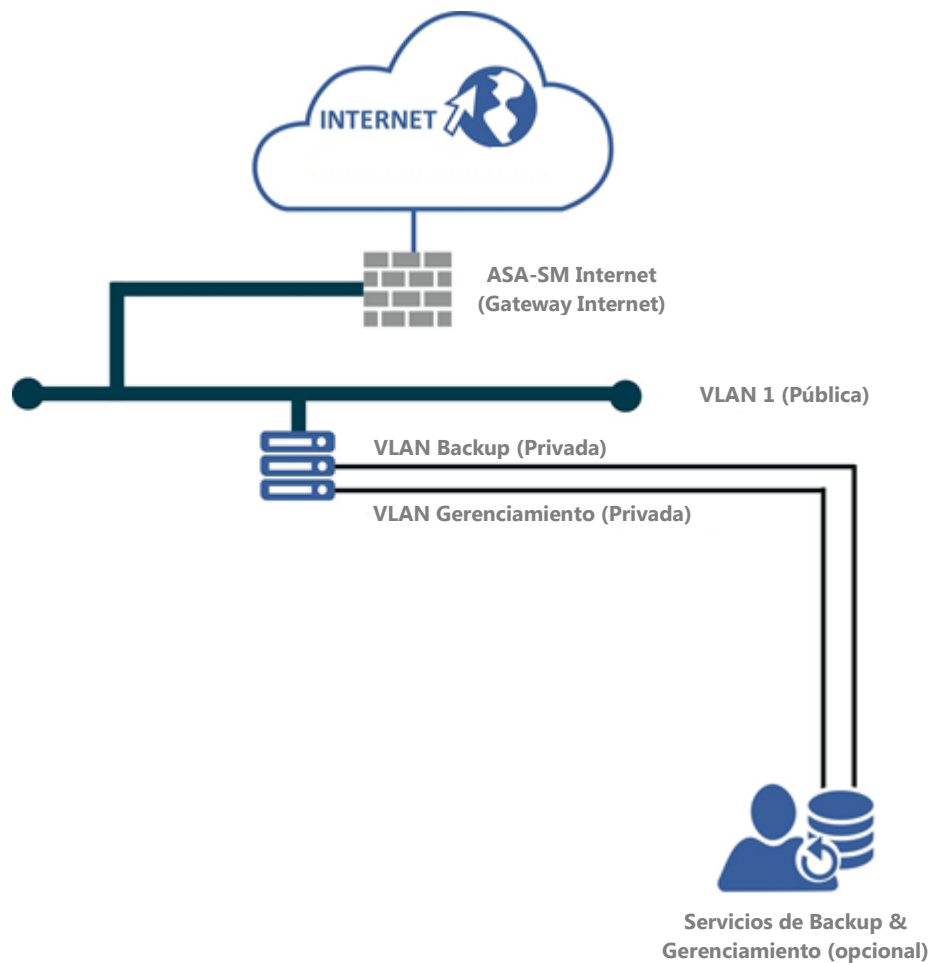 INTERNET
ASA-SM Internet
(Gateway Internet)
VLAN 1 (Pública)
VLAN Backup (Privada)
VLAN Gerenciamiento (Privada)
Servicios de Backup &
Gerenciamiento (opcional)